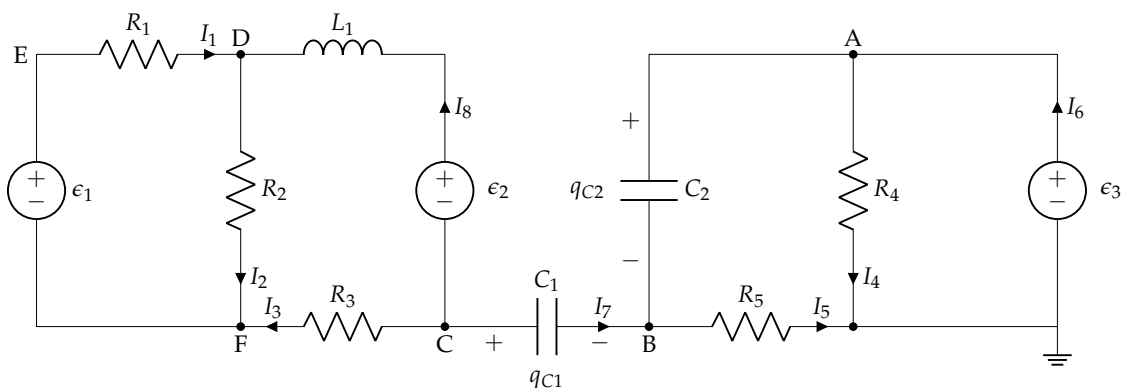 R1 I1 D L1 A
E
I8 + I6
+ − ϵ1 R2 + − ϵ2 qC2 C2 R4 + − ϵ3
I2 − I4
I3 R3 C1 I7 R5 I5
F C + − B
qC1